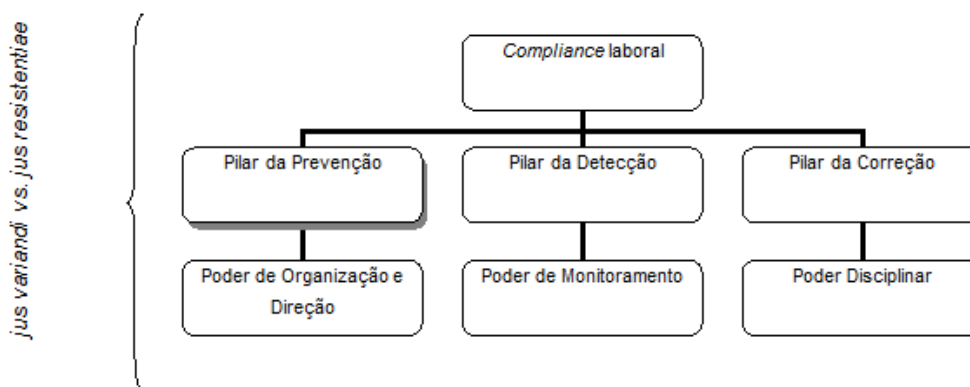 jus variandi vs. jus resistentiae
Compliance laboral
Pilar da Prevenção
Pilar da Detecção
Pilar da Correção
Poder de Organização e
Direção
Poder de Monitoramento
Poder Disciplinar